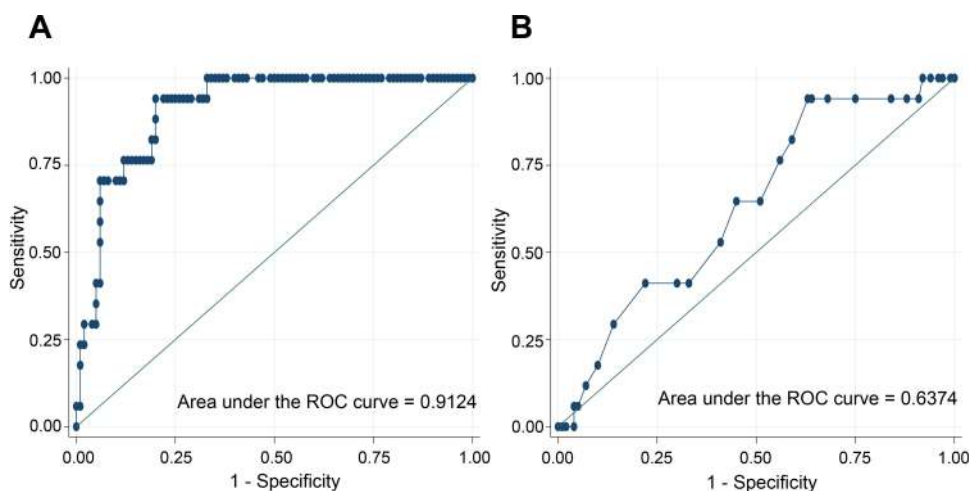 A
Sensitivity
1.00
0.75
0.50
0.25
0.00
Area under the ROC curve = 0.9124
0.00 0.25 0.50 0.75 1.00
1 - Specificity
B
Sensitivity
1.00
0.75
0.50
0.25
0.00
Area under the ROC curve = 0.6374
0.00 0.25 0.50 0.75 1.00
1 - Specificity